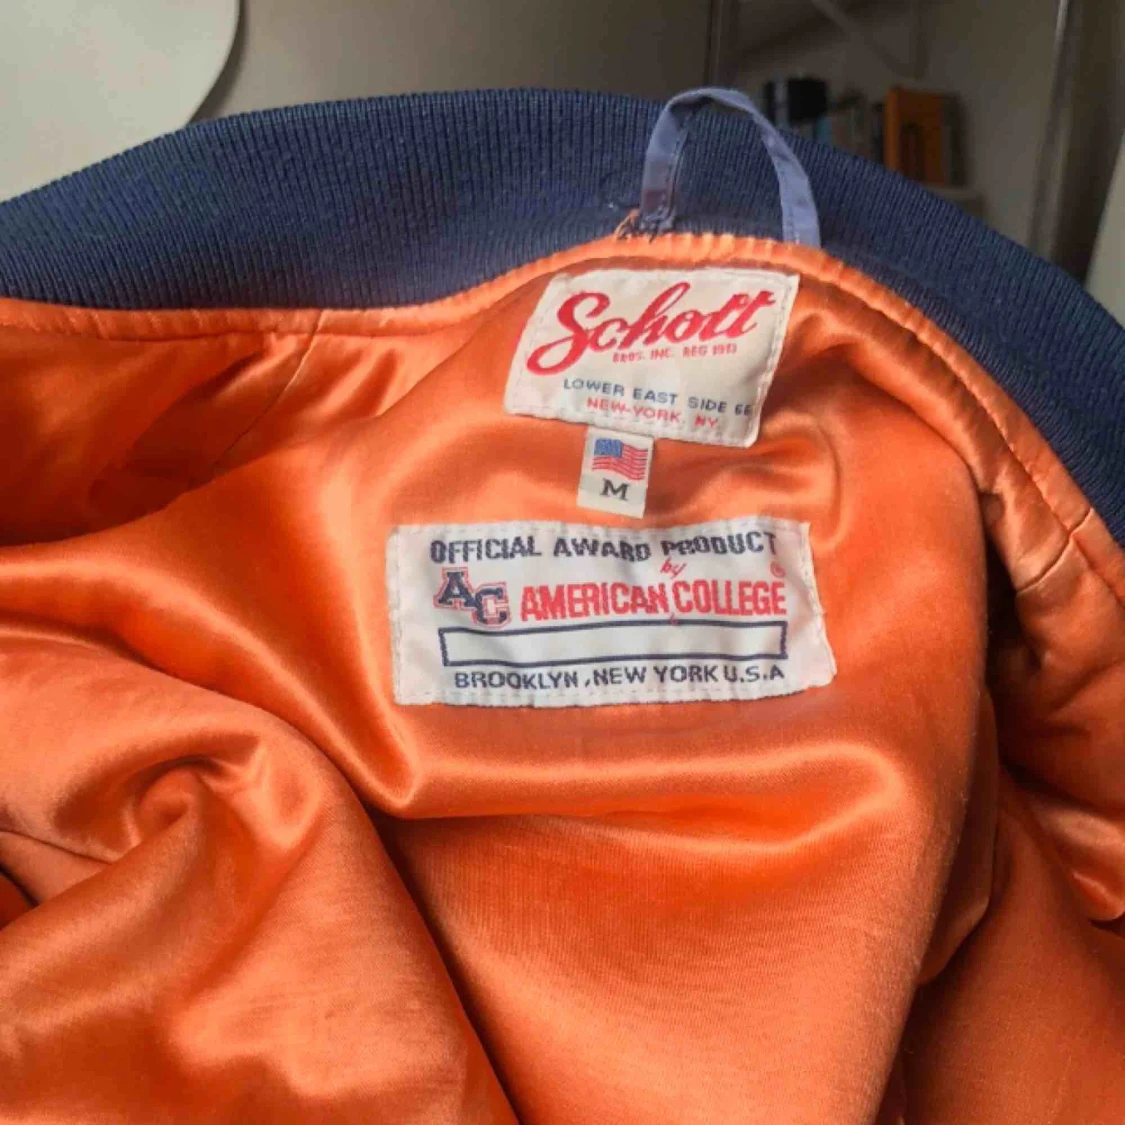 Schott
BROS. INC. REG 1913
LOWER EAST SIDE 66
NEW-YORK, NY.
M
OFFICIAL AWARD PRODUCT
by
AC AMERICAN COLLEGE ®
BROOKLYN, NEW YORK U.S.A